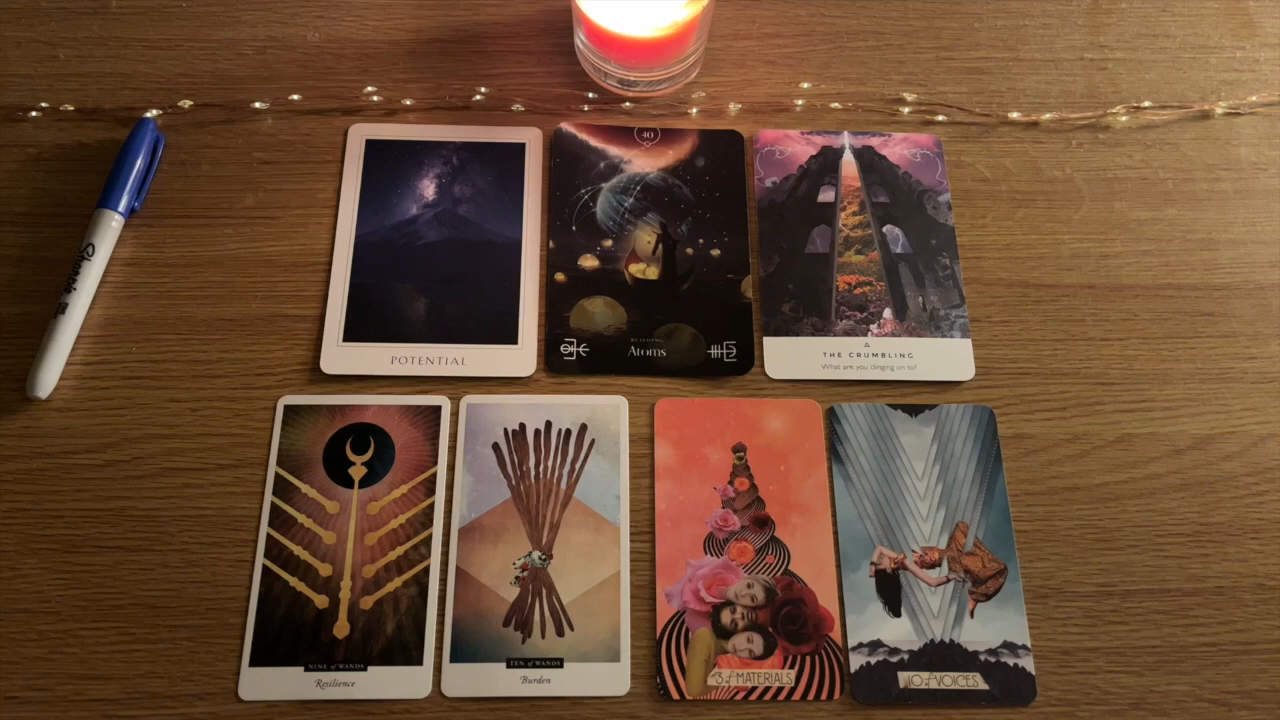 Sharpie
POTENTIAL
40
Atoms
THE CRUMBLING
What are you clinging on to?
NINE of WANDS
Resilience
TEN of WANDS
Burden
3 of MATERIALS
10 of VOICES